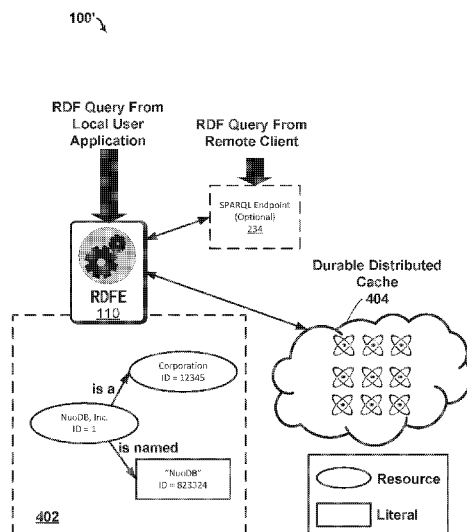 100'
RDF Query From
Local User
Application
RDF Query From
Remote Client
SPARQL Endpoint
(Optional)
234
RDFE
110
Durable Distributed
Cache
404
Corporation
ID = 12345
is a
NuoDB, Inc.
ID = 1
is named
"NuoDB"
ID = 823324
402
Resource
Literal